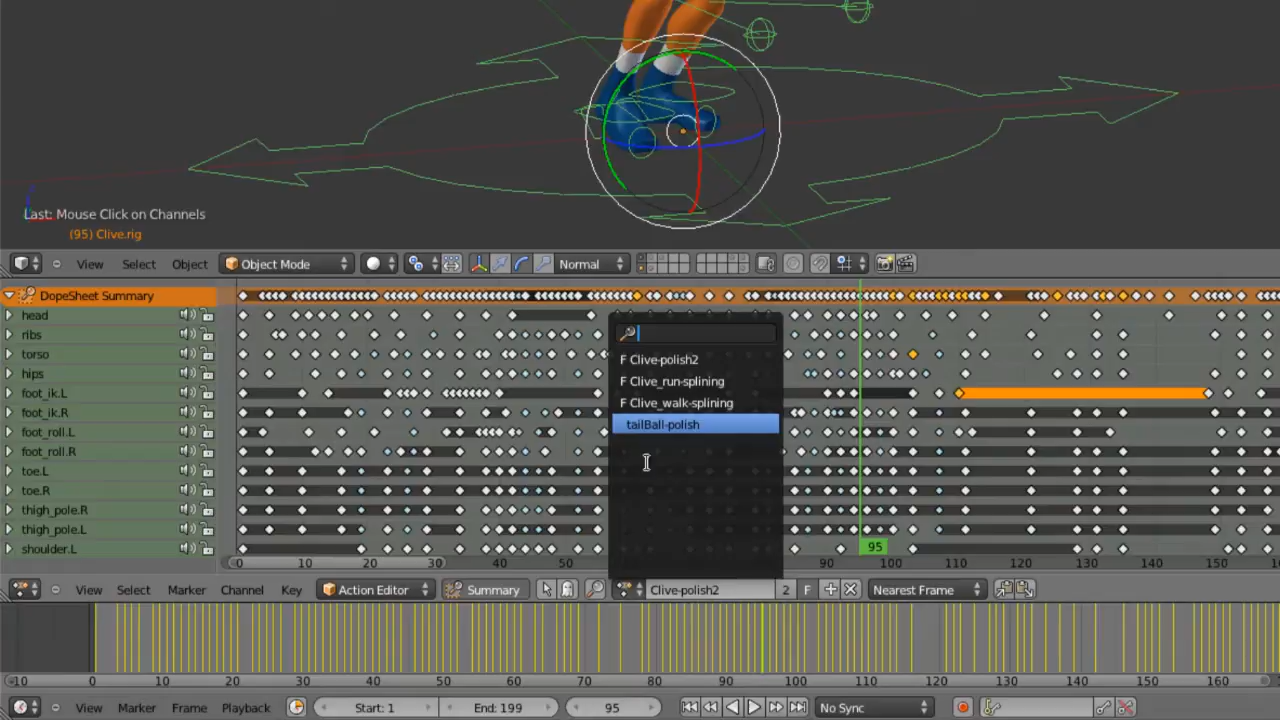 Last: Mouse Click on Channels
(95) Clive.rig
View Select Object Object Mode Normal
DopeSheet Summary
head
ribs
torso
hips
foot_ik.L
foot_ik.R
foot_roll.L
foot_roll.R
toe.L
toe.R
thigh_pole.R
thigh_pole.L
shoulder.L
F Clive-polish2
F Clive_run-splining
F Clive_walk-splining
tailBall-polish
95
0 10 20 30 40 50 90 100 110 120 130 140 150
View Select Marker Channel Key Action Editor Summary Clive-polish2 2 F Nearest Frame
-10 0 10 20 30 40 50 60 70 80 90 100 110 120 130 140 150 160
View Marker Frame Playback Start: 1 End: 199 95 No Sync